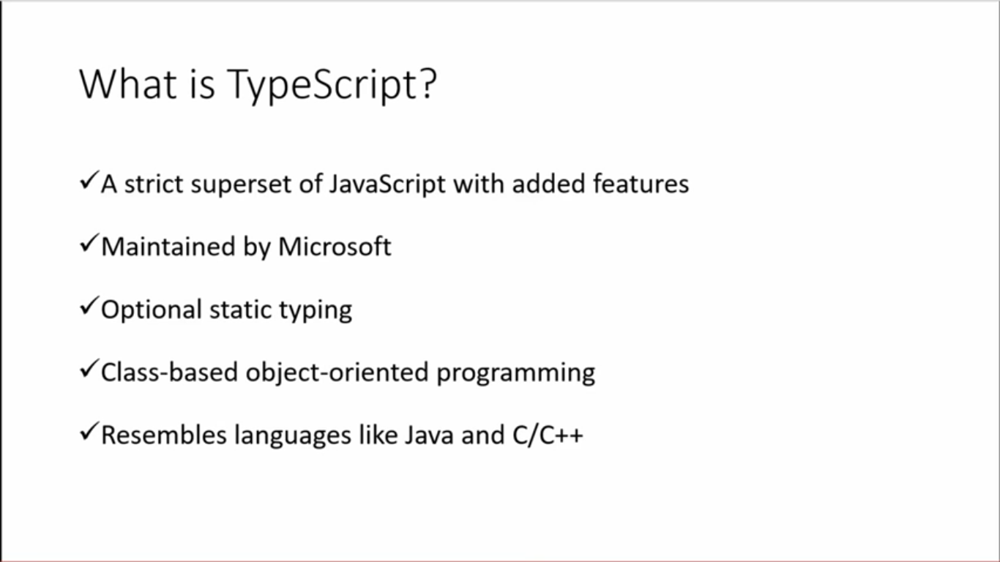 What is TypeScript?
✓A strict superset of JavaScript with added features
✓Maintained by Microsoft
✓Optional static typing
✓Class-based object-oriented programming
✓Resembles languages like Java and C/C++